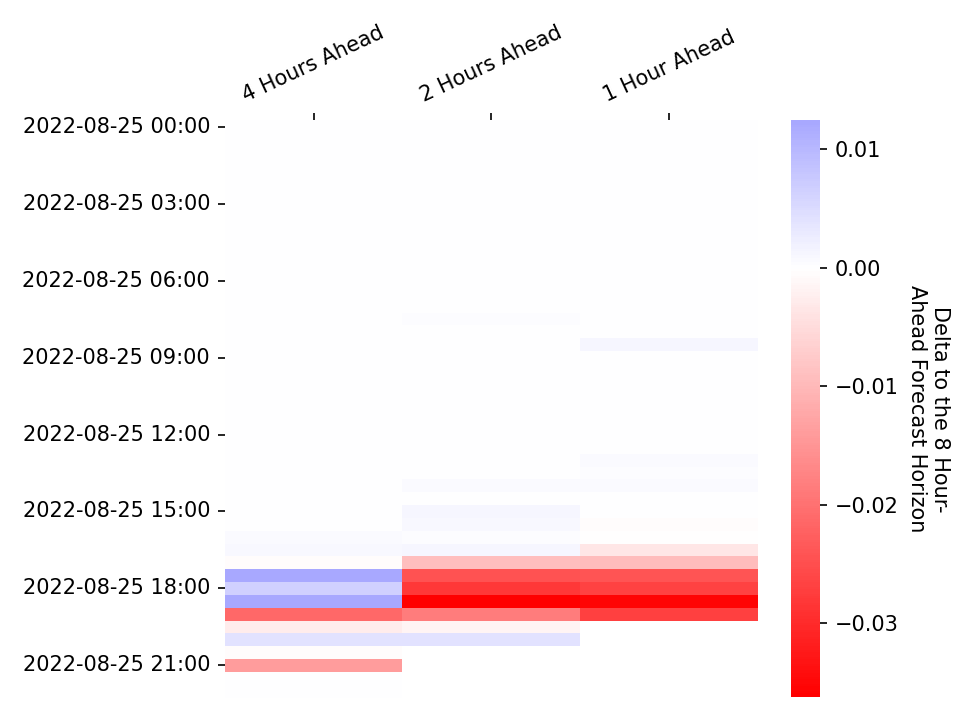 4 Hours Ahead
2 Hours Ahead
1 Hour Ahead
2022-08-25 00:00
2022-08-25 03:00
2022-08-25 06:00
2022-08-25 09:00
2022-08-25 12:00
2022-08-25 15:00
2022-08-25 18:00
2022-08-25 21:00
0.01
0.00
−0.01
−0.02
−0.03
Delta to the 8 Hour-
Ahead Forecast Horizon